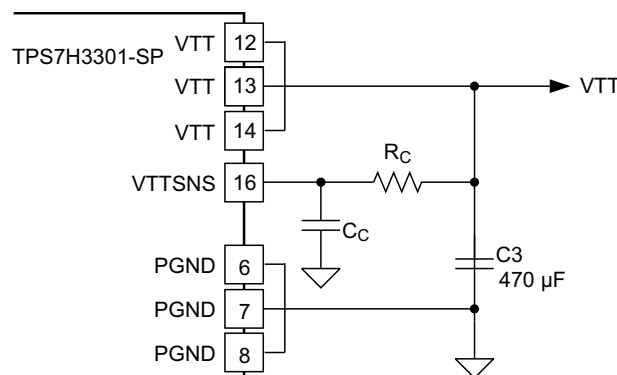 TPS7H3301-SP
VTT 12
VTT 13
VTT
VTT 14
RC
VTTSNS 16
CC
PGND 6
C3
470 µF
PGND 7
PGND 8